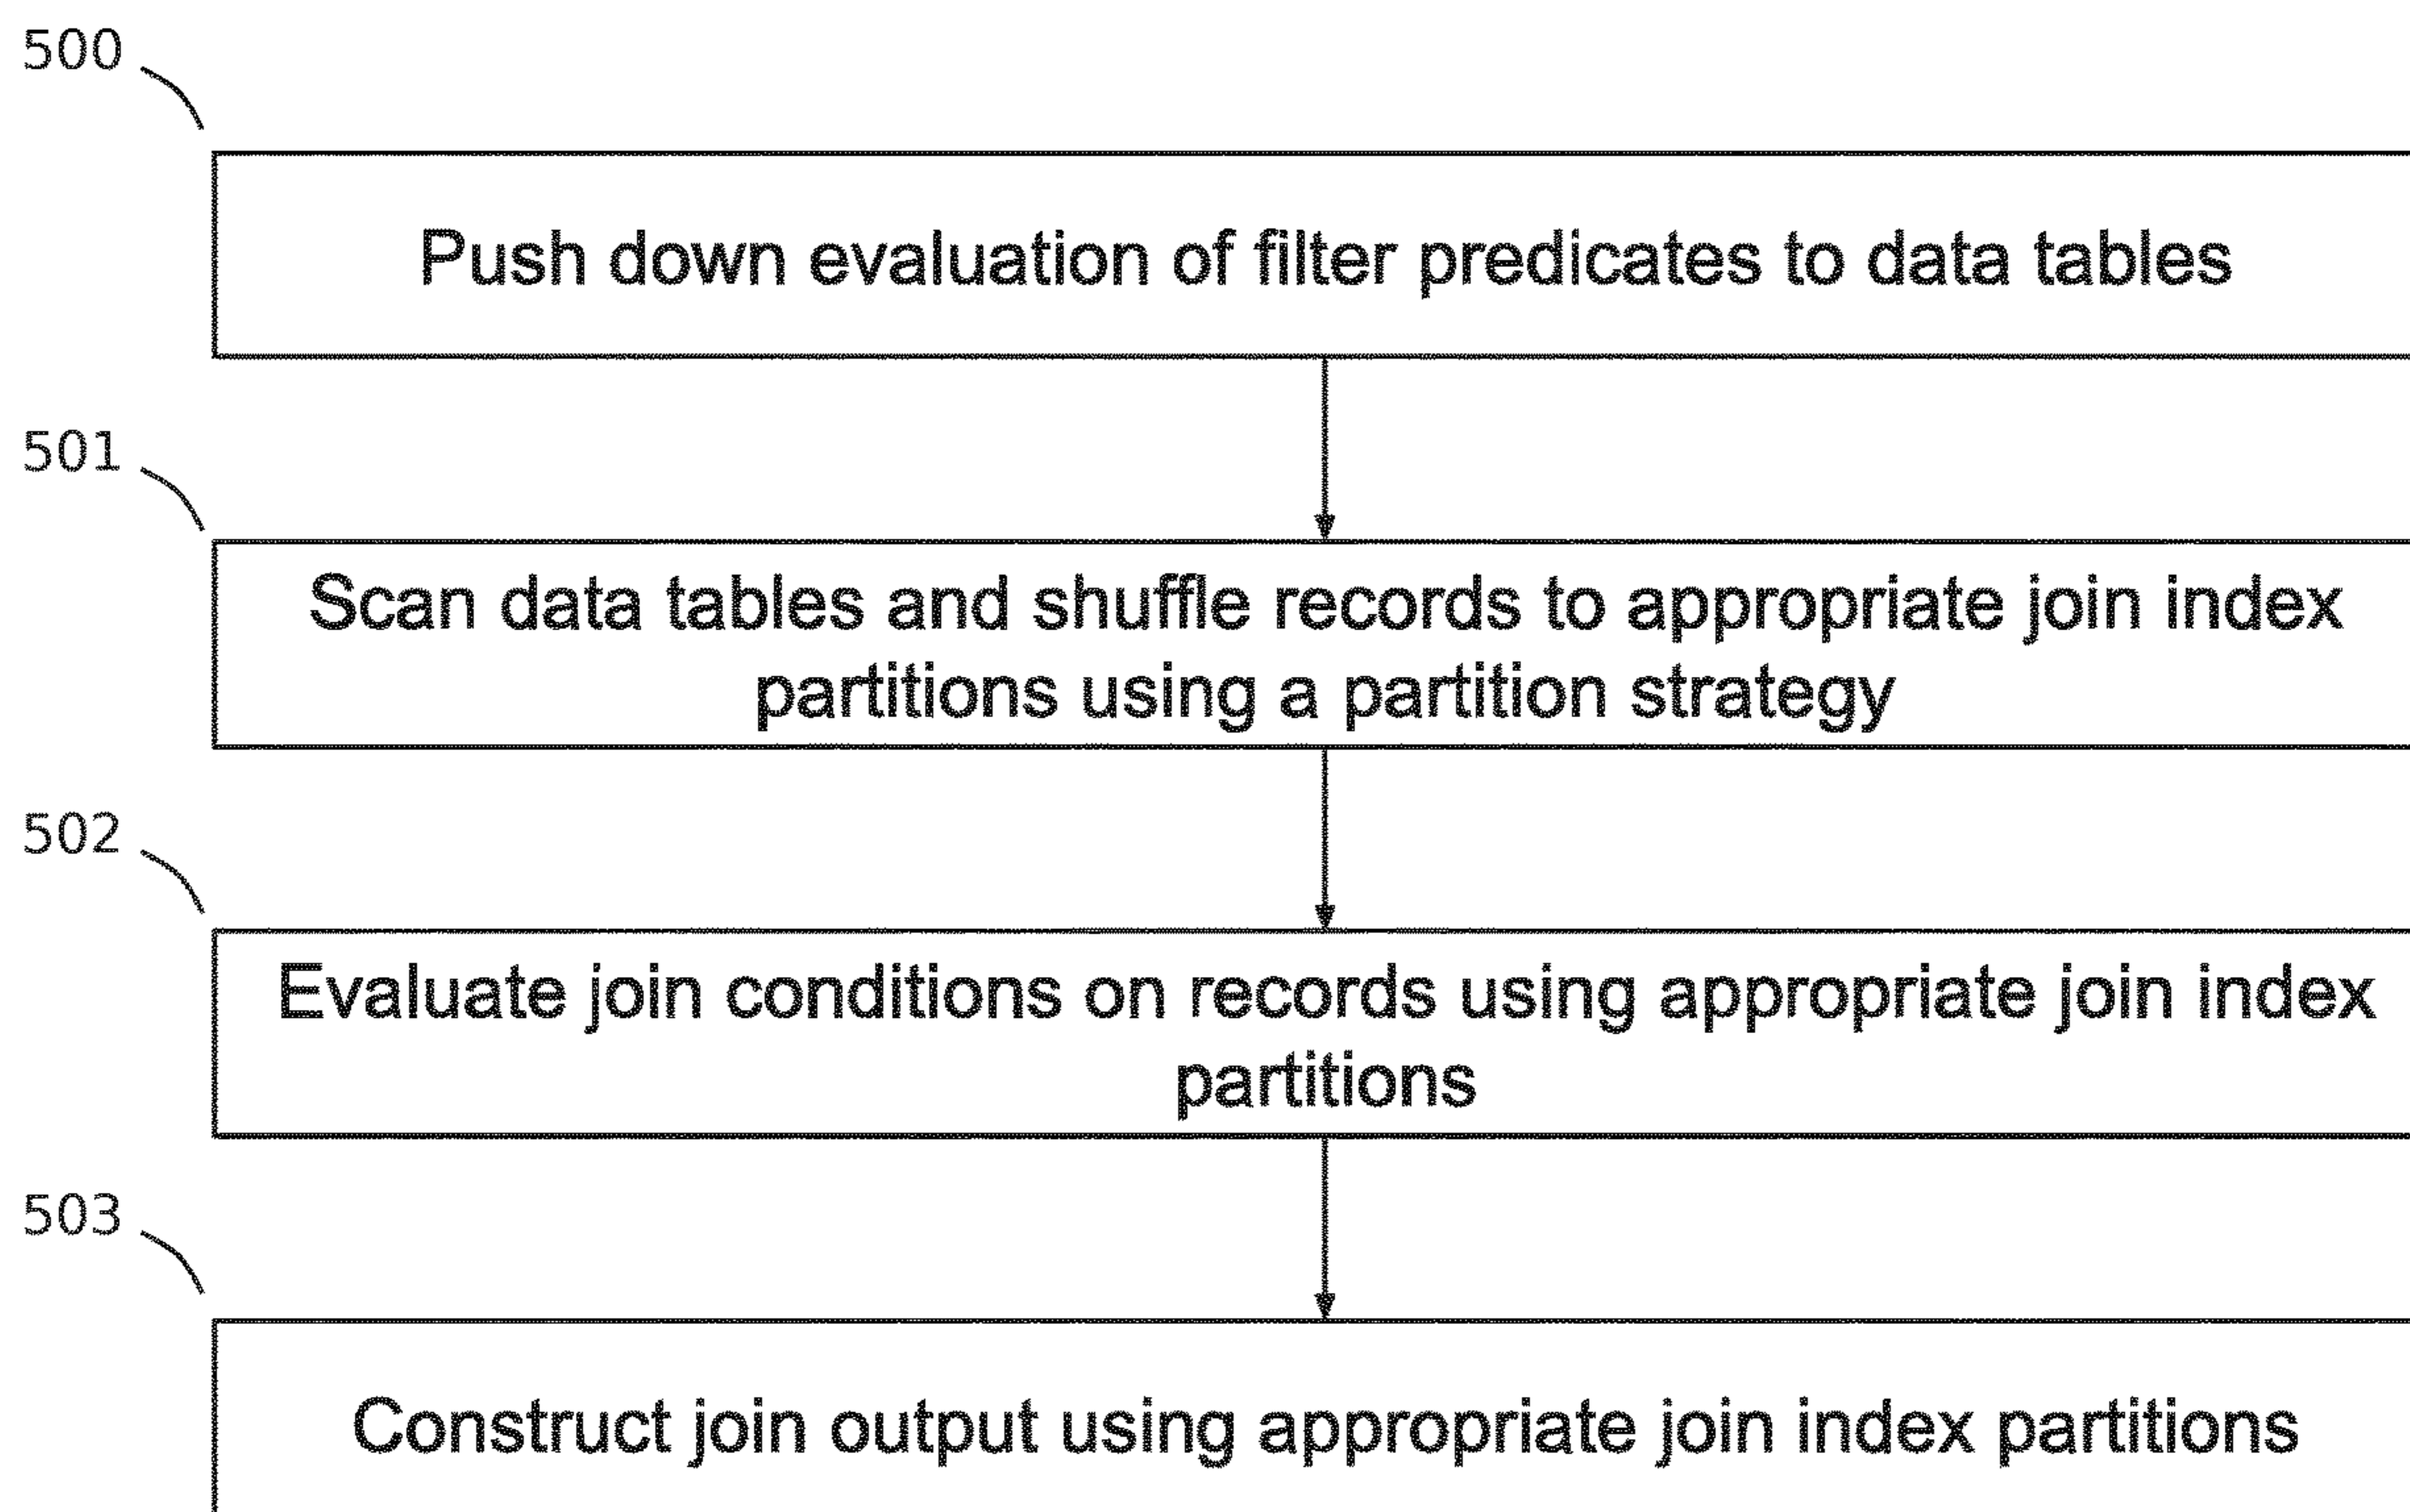 500
Push down evaluation of filter predicates to data tables
501
Scan data tables and shuffle records to appropriate join index
partitions using a partition strategy
502
Evaluate join conditions on records using appropriate join index
partitions
503
Construct join output using appropriate join index partitions